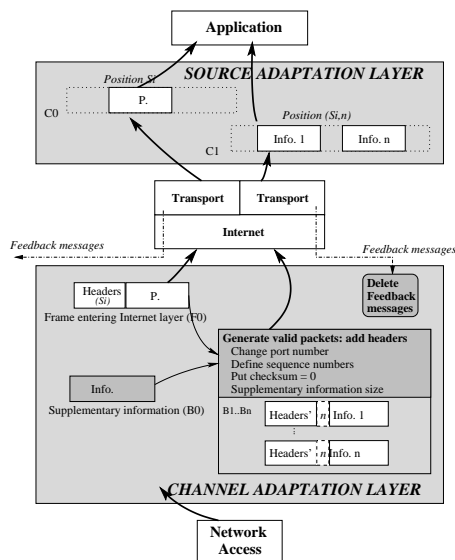 Application
SOURCE ADAPTATION LAYER
Position Si
P.
C0
Position (Si,n)
Info. 1 Info. n
C1
Transport Transport
Internet
Feedback messages
Feedback messages
Headers
(Si)
P.
Frame entering Internet layer (F0)
Delete
Feedback
messages
Generate valid packets: add headers
Change port number
Define sequence numbers
Put checksum = 0
Supplementary information size
Info.
Supplementary information (B0)
B1..Bn
Headers' n Info. 1
Headers' n Info. n
CHANNEL ADAPTATION LAYER
Network
Access